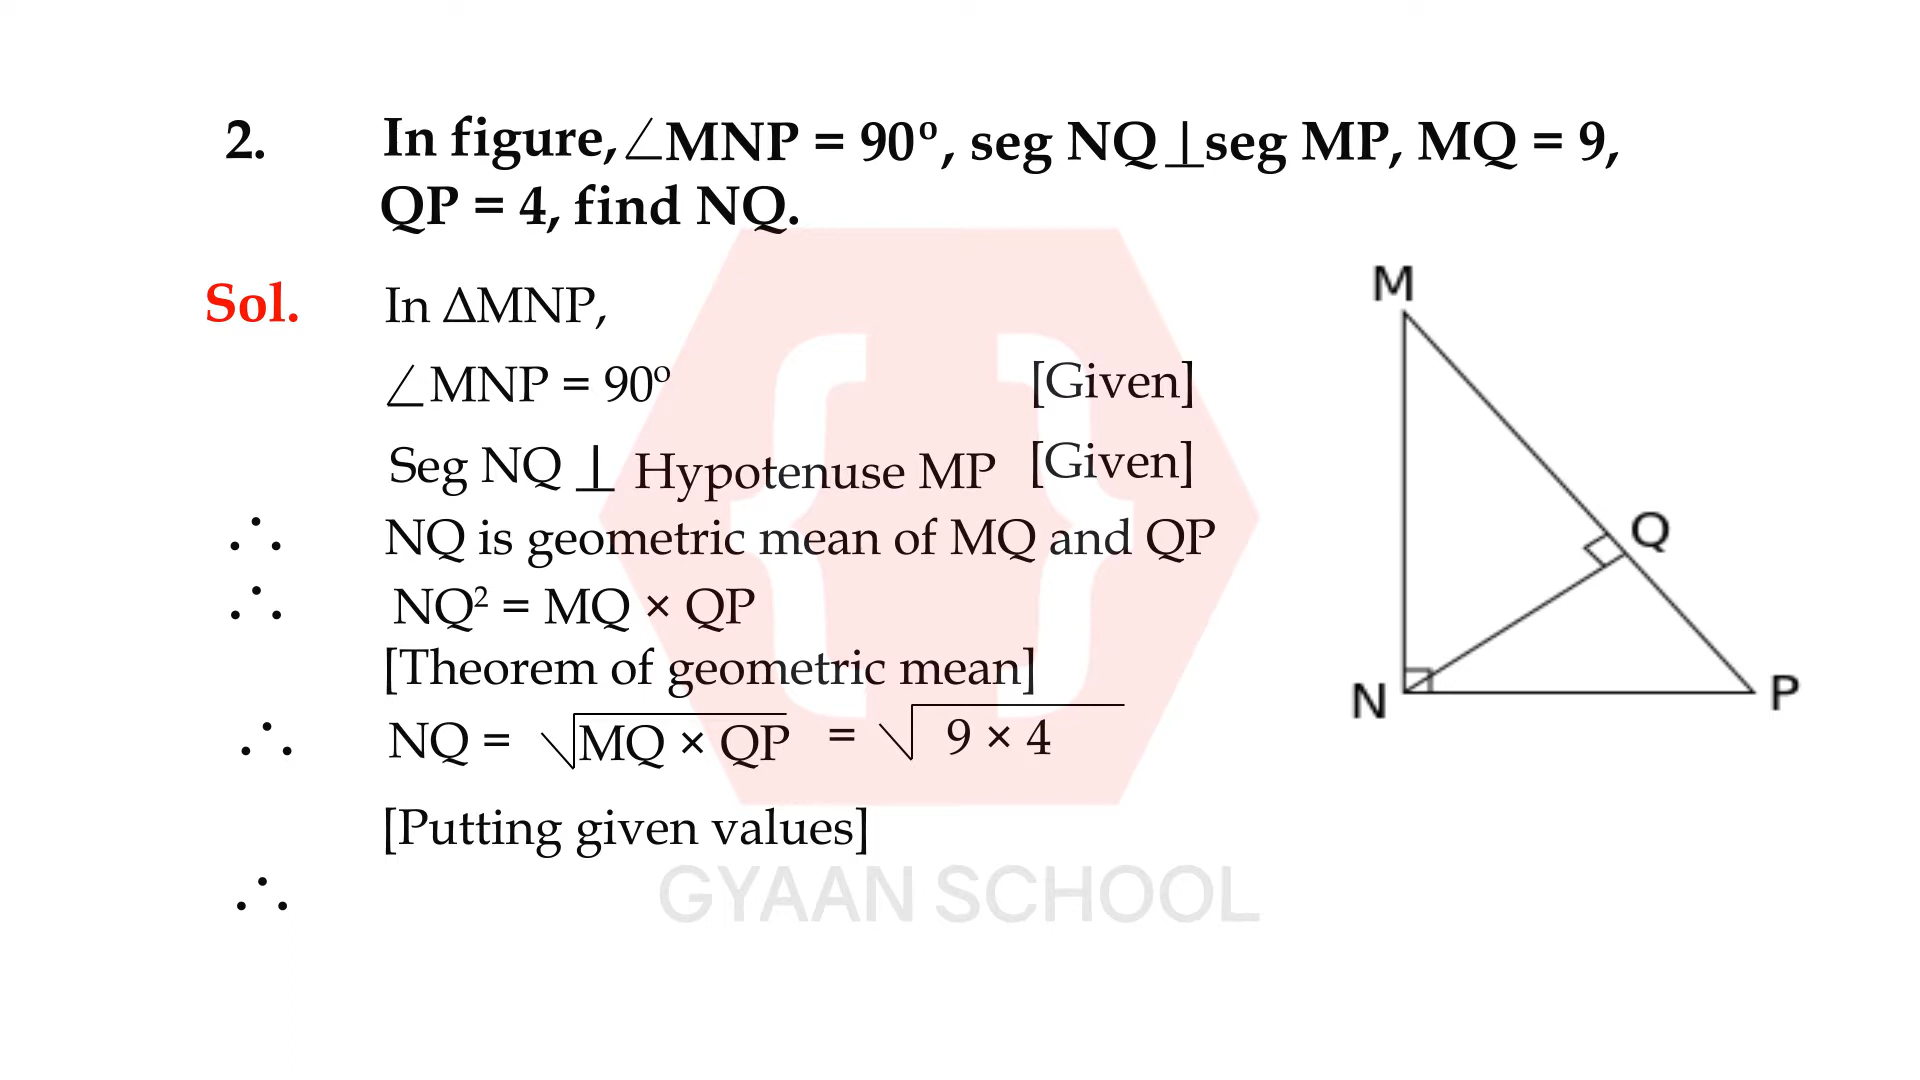 2. In figure, ∠MNP = 90º, seg NQ ⊥ seg MP, MQ = 9,
QP = 4, find NQ.
Sol. In ΔMNP,
∠MNP = 90º [Given]
Seg NQ ⊥ Hypotenuse MP [Given]
∴ NQ is geometric mean of MQ and QP
∴ NQ² = MQ × QP
[Theorem of geometric mean]
∴ NQ = √MQ × QP = √9 × 4
[Putting given values]
∴
M
Q
N
P
GYAAN SCHOOL